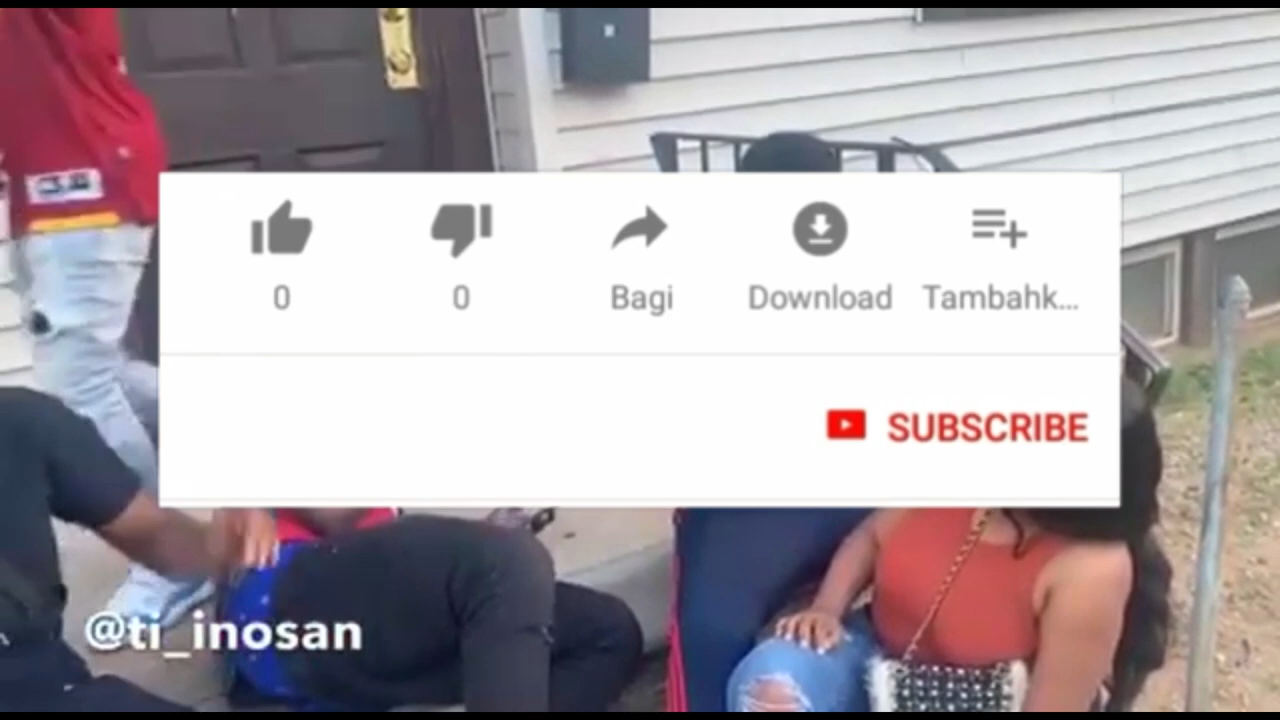 0
0
Bagi
Download
Tambahk...
SUBSCRIBE
@ti_inosan